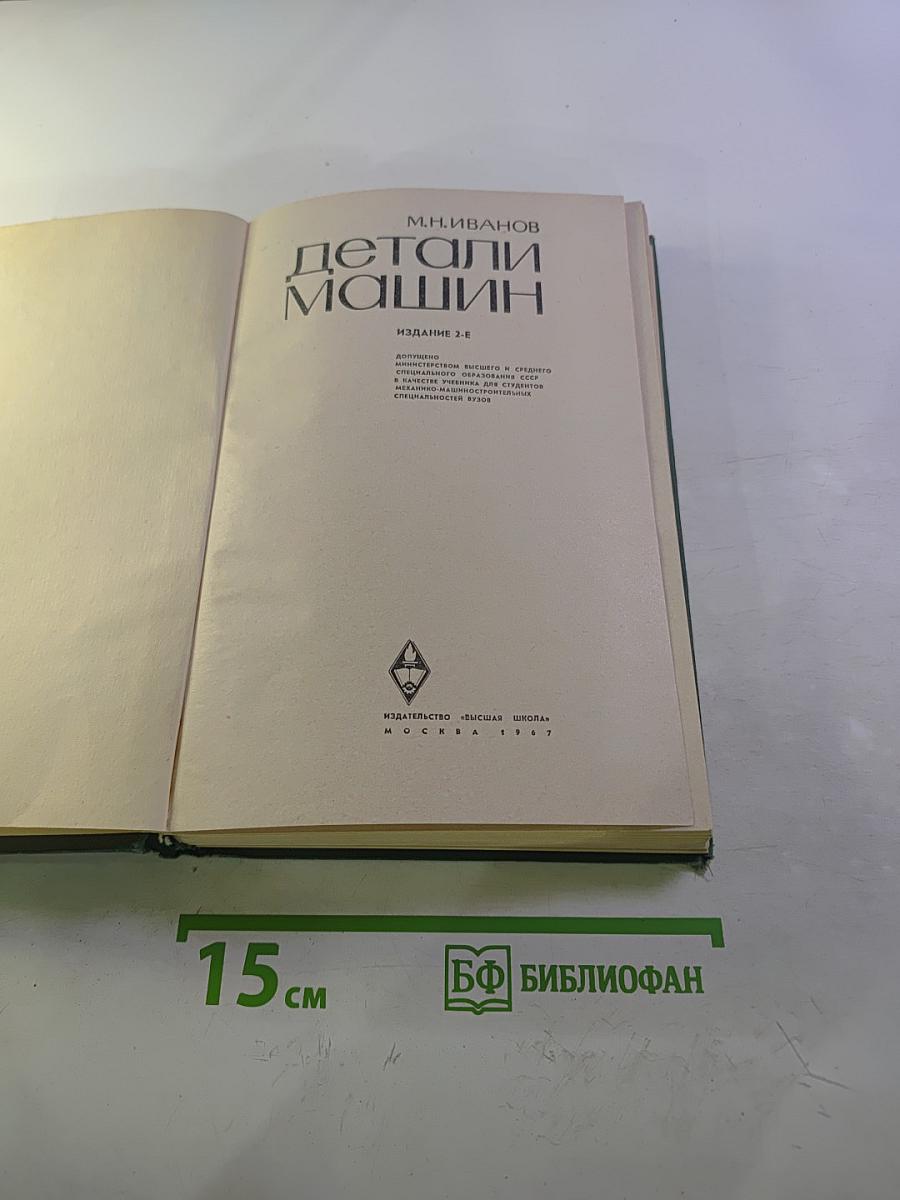 М.Н.ИВАНОВ
детали
машин
ИЗДАНИЕ 2-Е
ДОПУЩЕНО
МИНИСТЕРСТВОМ ВЫСШЕГО И СРЕДНЕГО
СПЕЦИАЛЬНОГО ОБРАЗОВАНИЯ СССР
В КАЧЕСТВЕ УЧЕБНИКА ДЛЯ СТУДЕНТОВ
МЕХАНИКО-МАШИНОСТРОИТЕЛЬНЫХ
СПЕЦИАЛЬНОСТЕЙ ВУЗОВ
ИЗДАТЕЛЬСТВО «ВЫСШАЯ ШКОЛА»
МОСКВА 1967
15 см
БФ БИБЛИОФАН